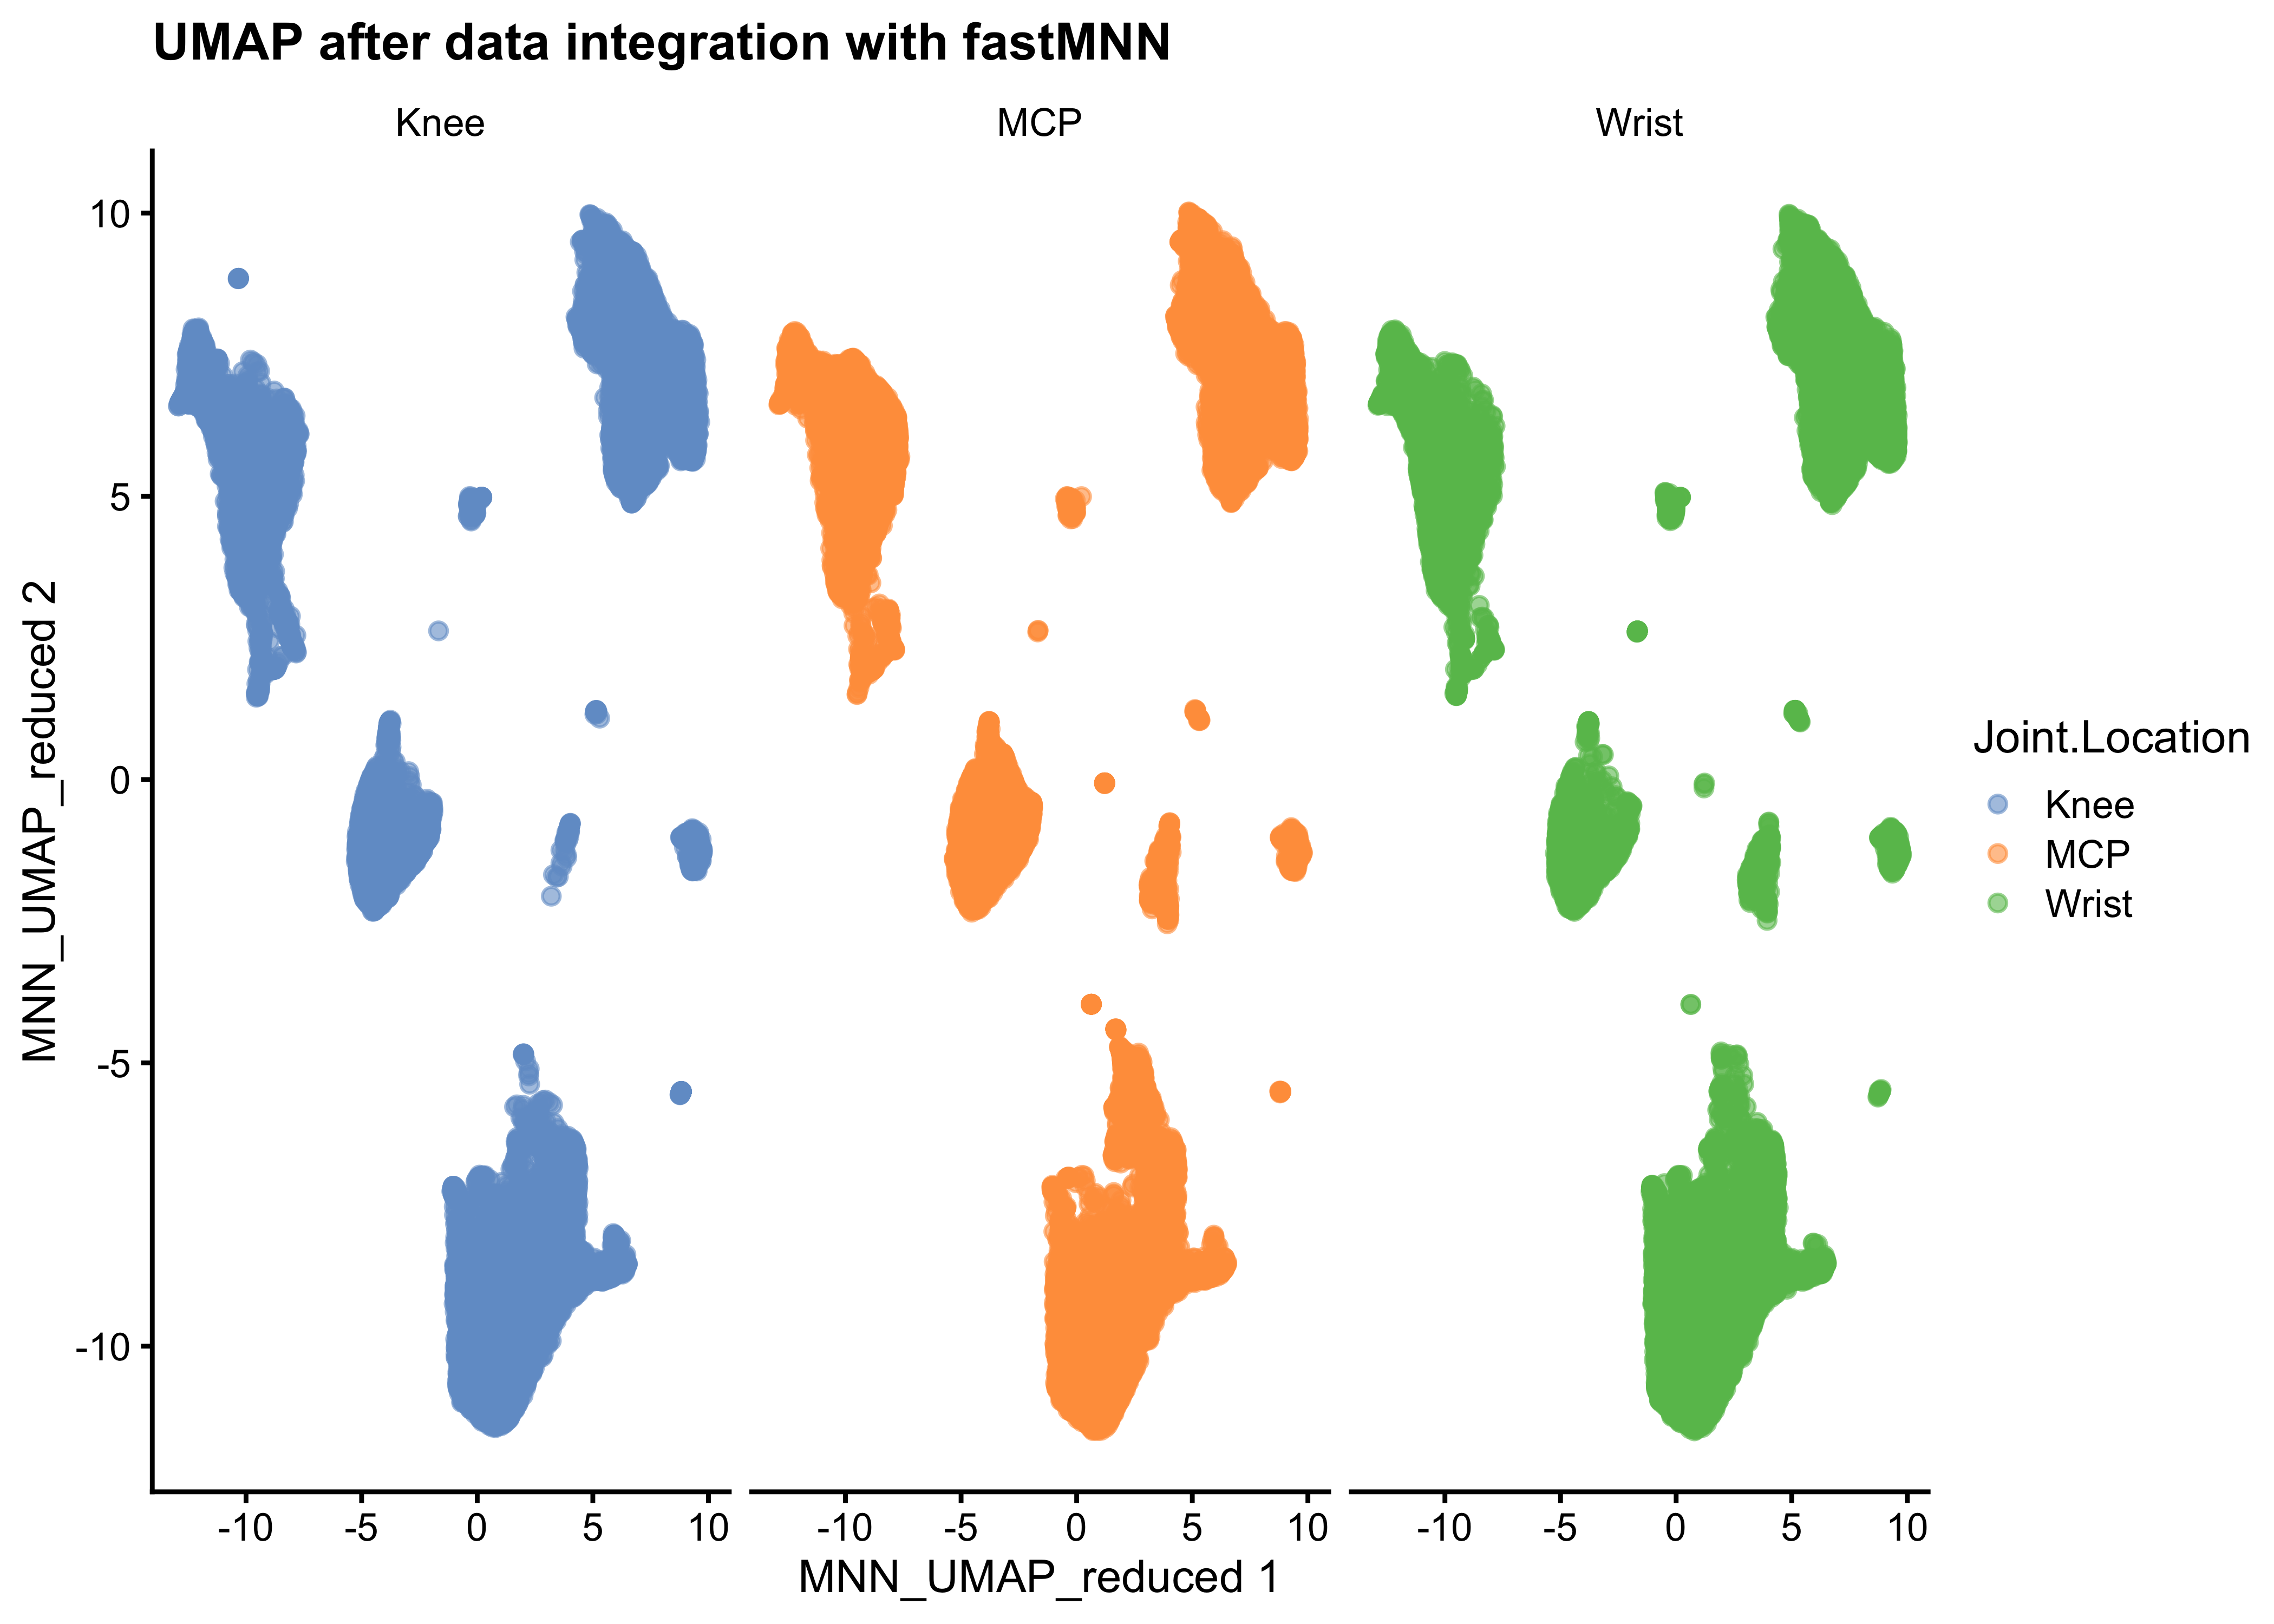 UMAP after data integration with fastMNN
Knee MCP Wrist
10
5
0
-5
-10
MNN_UMAP_reduced 2
-10 -5 0 5 10 -10 -5 0 5 10 -10 -5 0 5 10
MNN_UMAP_reduced 1
Joint.Location
Knee
MCP
Wrist